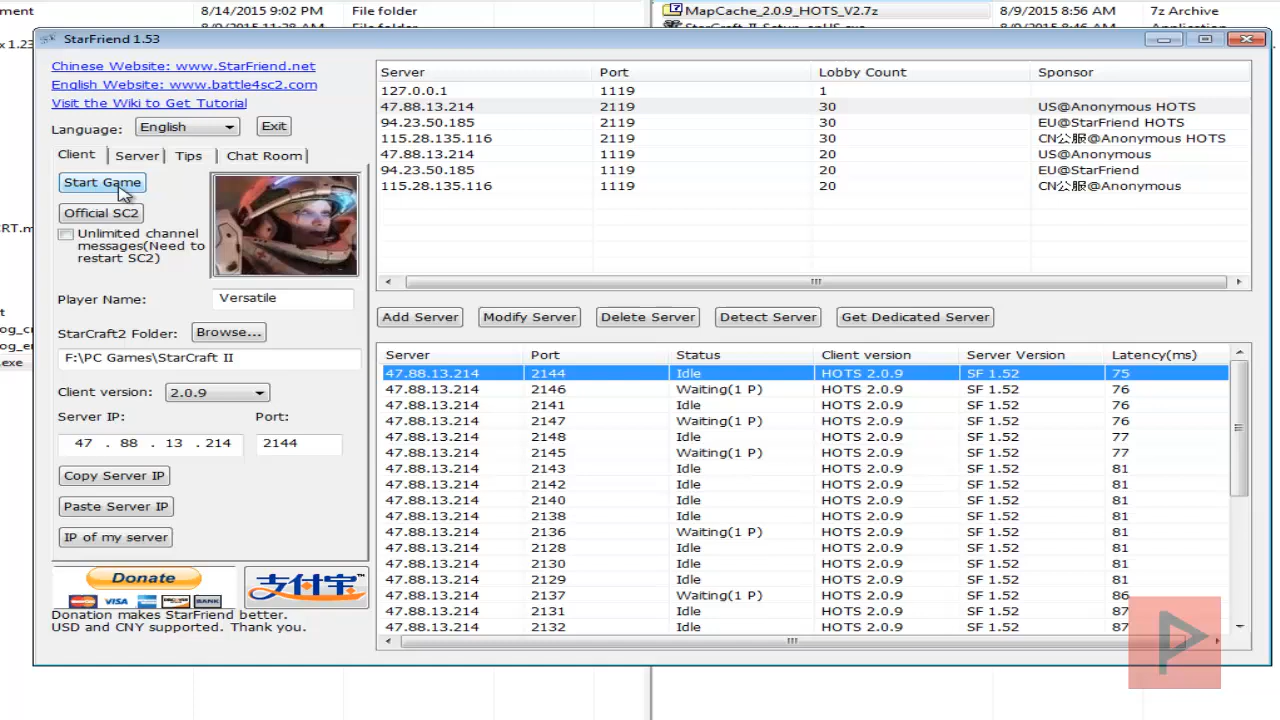 ment
8/14/2015 9:02 PM File folder
MapCache_2.0.9_HOTS_V2.7z 8/9/2015 8:56 AM 7z Archive
StarFriend 1.53
x 1.23
Chinese Website: www.StarFriend.net
English Website: www.battle4sc2.com
Visit the Wiki to Get Tutorial
Language: English Exit
Client Server Tips Chat Room
Start Game
Official SC2
Unlimited channel
messages(Need to
restart SC2)
Player Name: Versatile
StarCraft2 Folder: Browse...
F:\PC Games\StarCraft II
Client version: 2.0.9
Server IP: Port:
47 . 88 . 13 . 214 2144
Copy Server IP
Paste Server IP
IP of my server
Donate
VISA BANK
支付宝™
Donation makes StarFriend better.
USD and CNY supported. Thank you.
Server Port Lobby Count Sponsor
127.0.0.1 1119 1
47.88.13.214 2119 30 US@Anonymous HOTS
94.23.50.185 2119 30 EU@StarFriend HOTS
115.28.135.116 2119 30 CN公服@Anonymous HOTS
47.88.13.214 1119 20 US@Anonymous
94.23.50.185 1119 20 EU@StarFriend
115.28.135.116 1119 20 CN公服@Anonymous
Add Server Modify Server Delete Server Detect Server Get Dedicated Server
Server Port Status Client version Server Version Latency(ms)
47.88.13.214 2144 Idle HOTS 2.0.9 SF 1.52 75
47.88.13.214 2146 Waiting(1 P) HOTS 2.0.9 SF 1.52 76
47.88.13.214 2141 Idle HOTS 2.0.9 SF 1.52 76
47.88.13.214 2147 Waiting(1 P) HOTS 2.0.9 SF 1.52 76
47.88.13.214 2148 Idle HOTS 2.0.9 SF 1.52 77
47.88.13.214 2145 Waiting(1 P) HOTS 2.0.9 SF 1.52 77
47.88.13.214 2143 Idle HOTS 2.0.9 SF 1.52 81
47.88.13.214 2142 Idle HOTS 2.0.9 SF 1.52 81
47.88.13.214 2140 Idle HOTS 2.0.9 SF 1.52 81
47.88.13.214 2138 Idle HOTS 2.0.9 SF 1.52 81
47.88.13.214 2136 Waiting(1 P) HOTS 2.0.9 SF 1.52 81
47.88.13.214 2128 Idle HOTS 2.0.9 SF 1.52 81
47.88.13.214 2130 Idle HOTS 2.0.9 SF 1.52 81
47.88.13.214 2129 Idle HOTS 2.0.9 SF 1.52 81
47.88.13.214 2137 Waiting(1 P) HOTS 2.0.9 SF 1.52 86
47.88.13.214 2131 Idle HOTS 2.0.9 SF 1.52 87
47.88.13.214 2132 Idle HOTS 2.0.9 SF 1.52 87